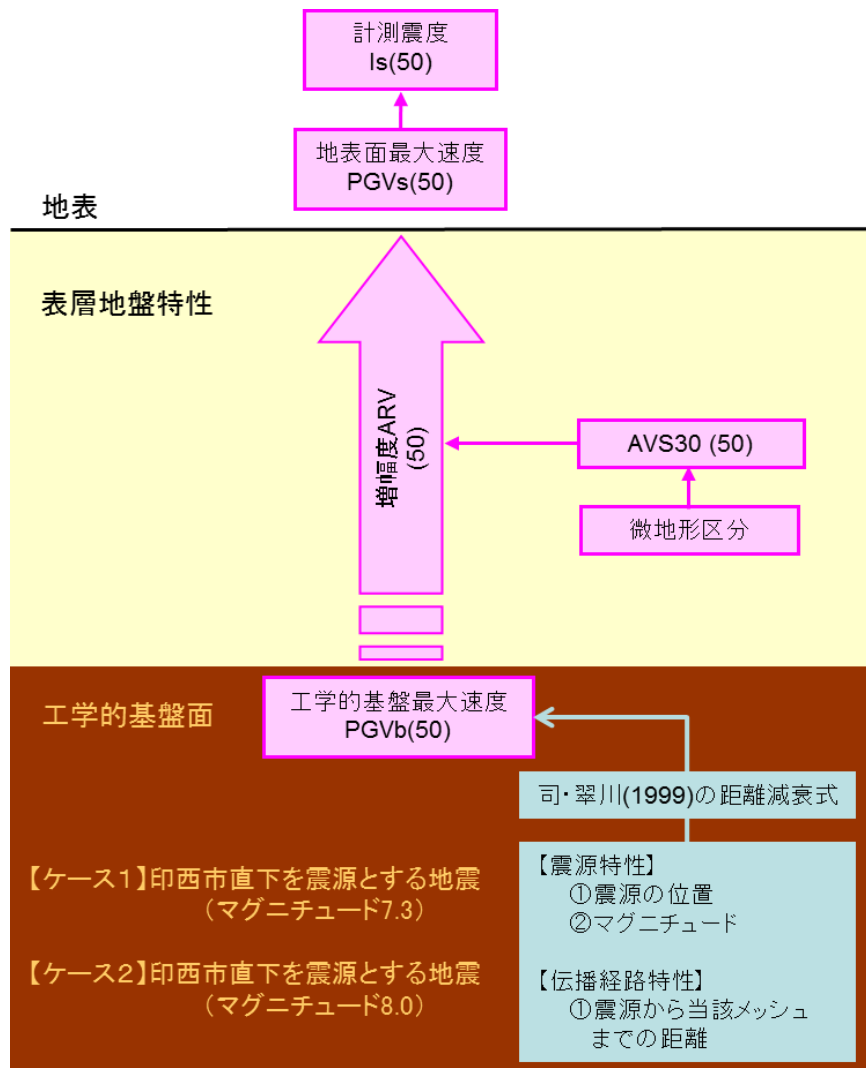 計測震度
Is(50)
地表面最大速度
PGVs(50)
地表
表層地盤特性
増幅度ARV
(50)
AVS30 (50)
微地形区分
工学的基盤面
工学的基盤最大速度
PGVb(50)
司・翠川(1999)の距離減衰式
【ケース１】印西市直下を震源とする地震
（マグニチュード7.3）
【ケース２】印西市直下を震源とする地震
（マグニチュード8.0）
【震源特性】
①震源の位置
②マグニチュード
【伝播経路特性】
①震源から当該メッシュ
までの距離